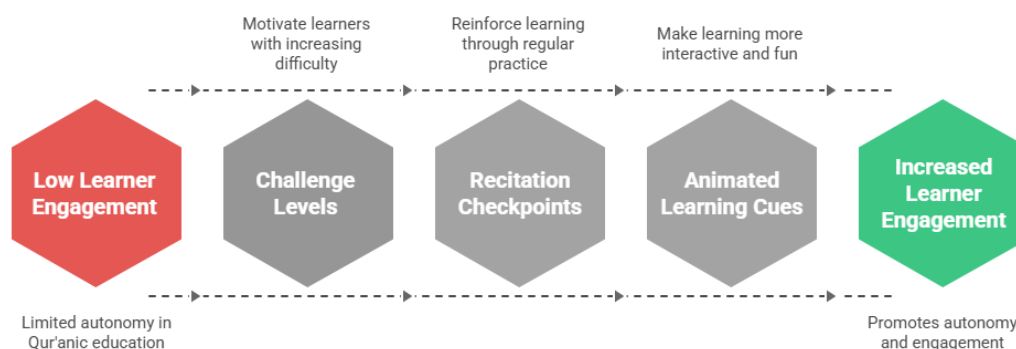 Motivate learners
with increasing
difficulty
Reinforce learning
through regular
practice
Make learning more
interactive and fun
Low Learner
Engagement
Challenge
Levels
Recitation
Checkpoints
Animated
Learning Cues
Increased
Learner
Engagement
Limited autonomy in
Qur'anic education
Promotes autonomy
and engagement